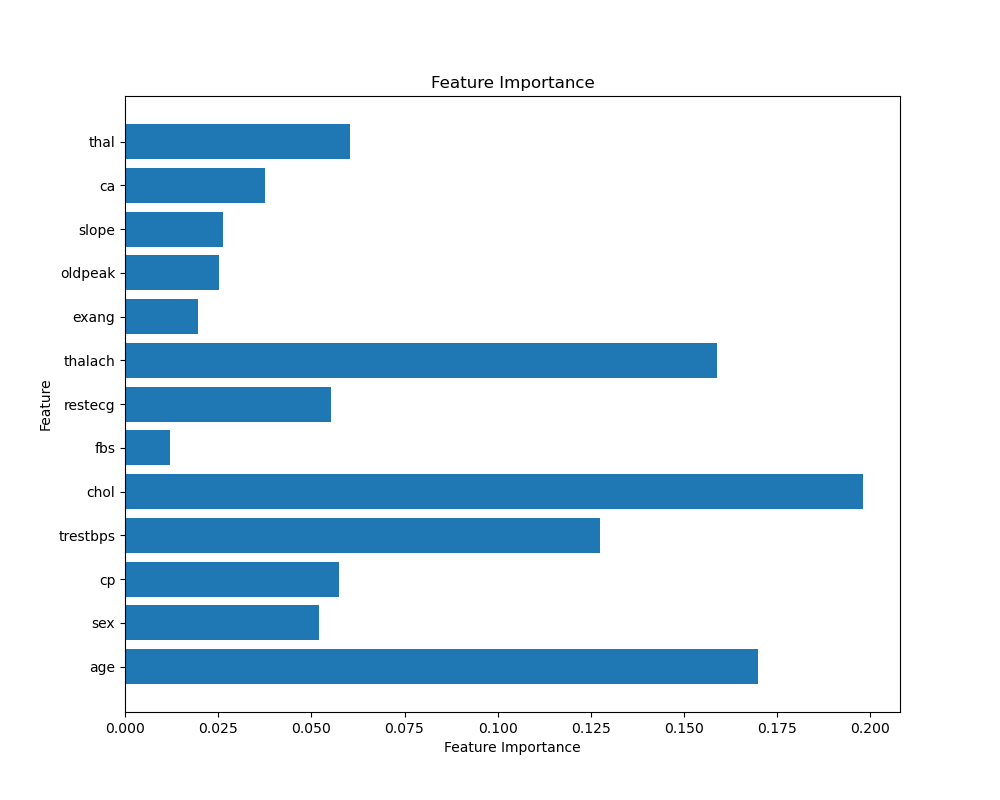 Feature Importance
thal
ca
slope
oldpeak
exang
thalach
restecg
fbs
chol
trestbps
cp
sex
age
Feature
0.000 0.025 0.050 0.075 0.100 0.125 0.150 0.175 0.200
Feature Importance